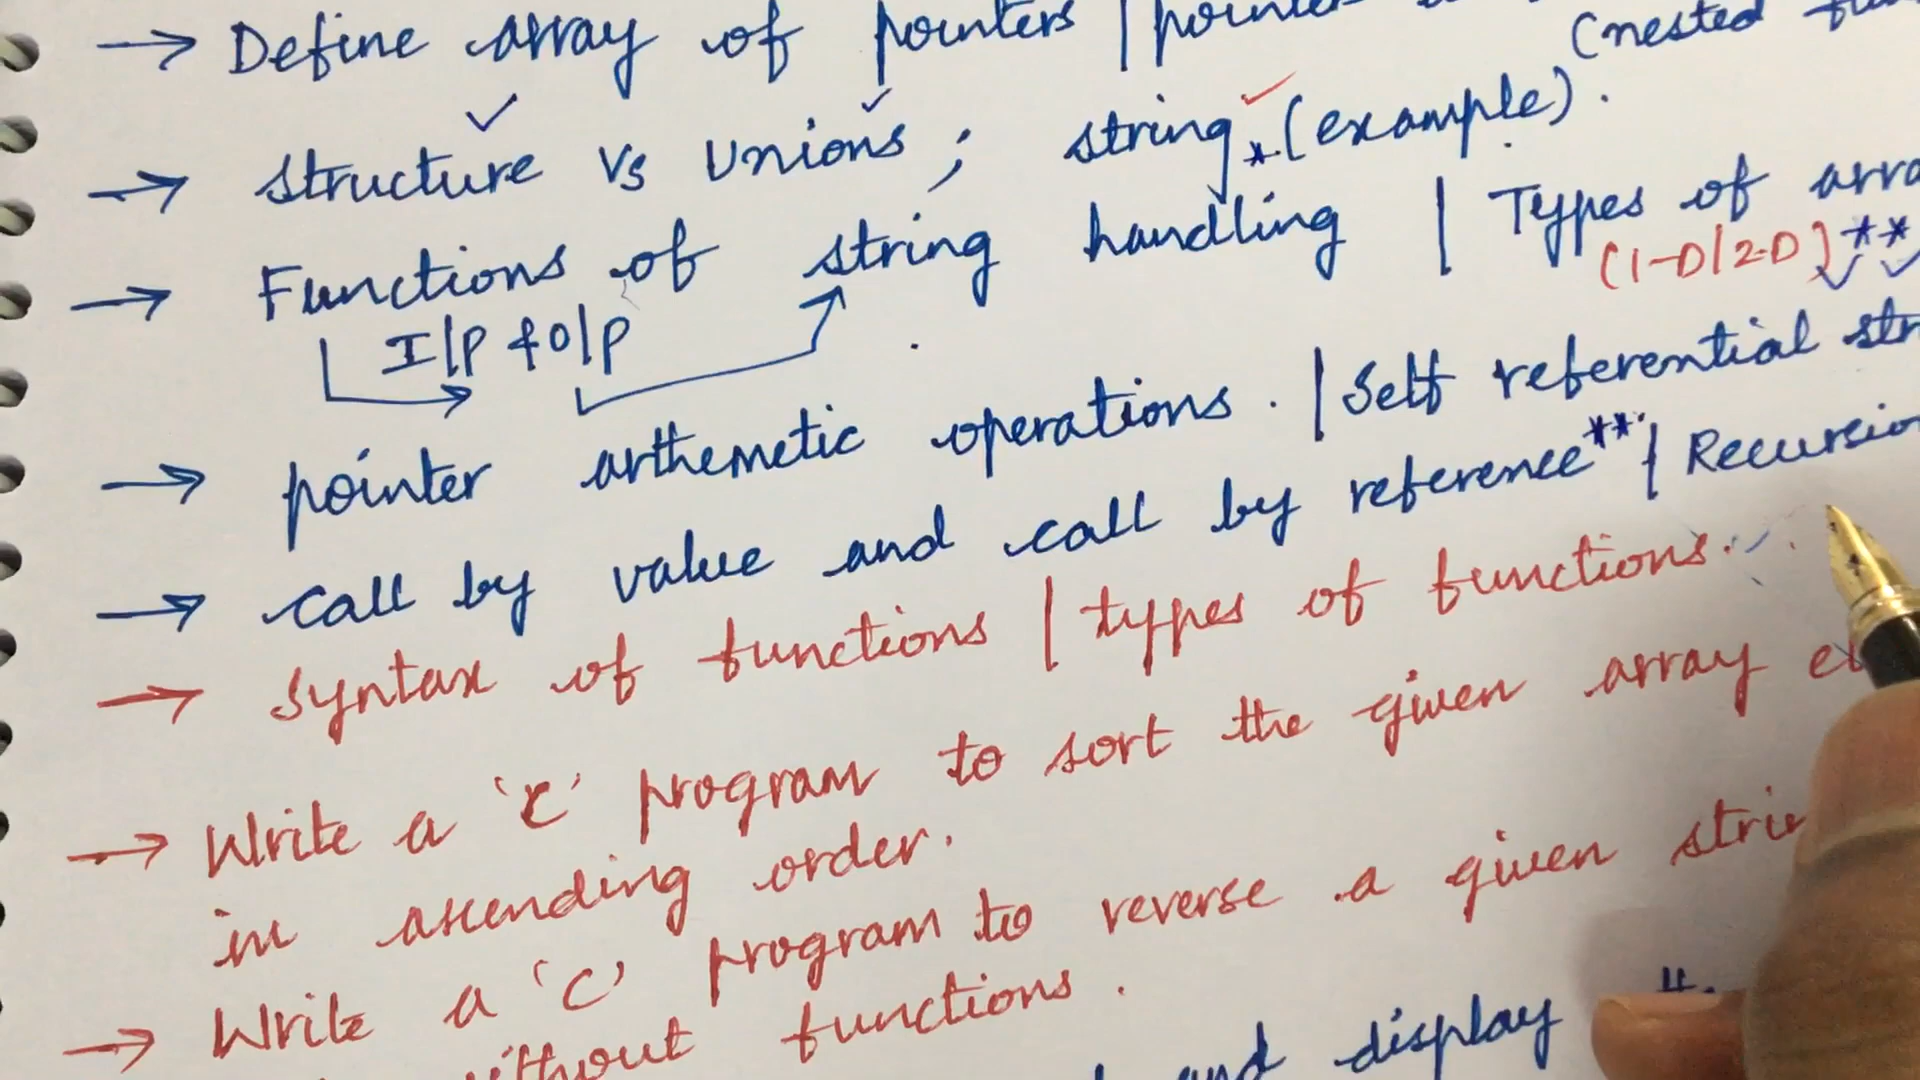 → Define array of pointers |
(nested
→ structure vs unions ; string * (example).
→ Functions of string handling | Types of
(1-D|2-D) **
I/p & o/p
→ pointer arthemetic operations . | Self referential
→ call by value and call by reference ** | Recursion
→ Syntax of functions | types of functions.
→ Write a 'C' program to sort the given array
in ascending order.
→ Write a 'C' program to reverse a given
without functions .
and display